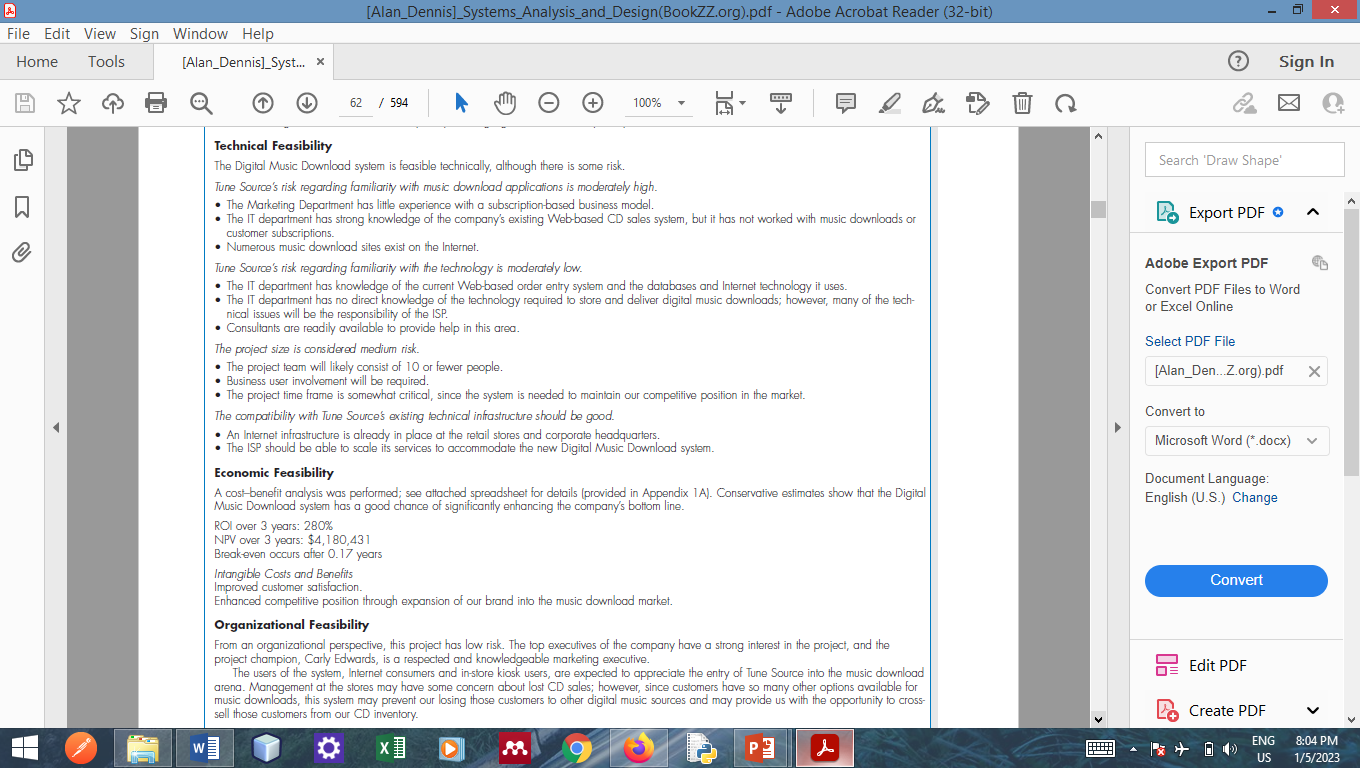 [Alan_Dennis]_Systems_Analysis_and_Design(BookZZ.org).pdf - Adobe Acrobat Reader (32-bit)
File Edit View Sign Window Help
Home Tools [Alan_Dennis]_Syst... × Sign In
62 / 594 100%
Technical Feasibility
The Digital Music Download system is feasible technically, although there is some risk.
Tune Source's risk regarding familiarity with music download applications is moderately high.
• The Marketing Department has little experience with a subscription-based business model.
• The IT department has strong knowledge of the company's existing Web-based CD sales system, but it has not worked with music downloads or
customer subscriptions.
• Numerous music download sites exist on the Internet.
Tune Source's risk regarding familiarity with the technology is moderately low.
• The IT department has knowledge of the current Web-based order entry system and the databases and Internet technology it uses.
• The IT department has no direct knowledge of the technology required to store and deliver digital music downloads; however, many of the tech-
nical issues will be the responsibility of the ISP.
• Consultants are readily available to provide help in this area.
The project size is considered medium risk.
• The project team will likely consist of 10 or fewer people.
• Business user involvement will be required.
• The project time frame is somewhat critical, since the system is needed to maintain our competitive position in the market.
The compatibility with Tune Source's existing technical infrastructure should be good.
• An Internet infrastructure is already in place at the retail stores and corporate headquarters.
• The ISP should be able to scale its services to accommodate the new Digital Music Download system.
Economic Feasibility
A cost–benefit analysis was performed; see attached spreadsheet for details (provided in Appendix 1A). Conservative estimates show that the Digital
Music Download system has a good chance of significantly enhancing the company's bottom line.
ROI over 3 years: 280%
NPV over 3 years: $4,180,431
Break-even occurs after 0.17 years
Intangible Costs and Benefits
Improved customer satisfaction.
Enhanced competitive position through expansion of our brand into the music download market.
Organizational Feasibility
From an organizational perspective, this project has low risk. The top executives of the company have a strong interest in the project, and the
project champion, Carly Edwards, is a respected and knowledgeable marketing executive.
The users of the system, Internet consumers and in-store kiosk users, are expected to appreciate the entry of Tune Source into the music download
arena. Management at the stores may have some concern about lost CD sales; however, since customers have so many other options available for
music downloads, this system may prevent our losing those customers to other digital music sources and may provide us with the opportunity to cross-
sell those customers from our CD inventory.
Search 'Draw Shape'
Export PDF
Adobe Export PDF
Convert PDF Files to Word
or Excel Online
Select PDF File
[Alan_Den...Z.org).pdf
Convert to
Microsoft Word (*.docx)
Document Language:
English (U.S.) Change
Convert
Edit PDF
Create PDF
ENG
US
8:04 PM
1/5/2023